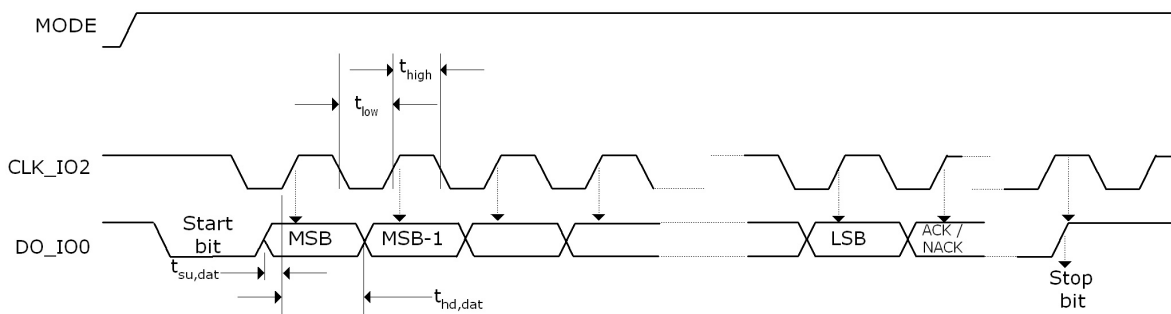 MODE
t_high
t_low
CLK_IO2
DO_IO0
Start
bit
MSB
MSB-1
LSB
ACK /
NACK
t_su,dat
t_hd,dat
Stop
bit